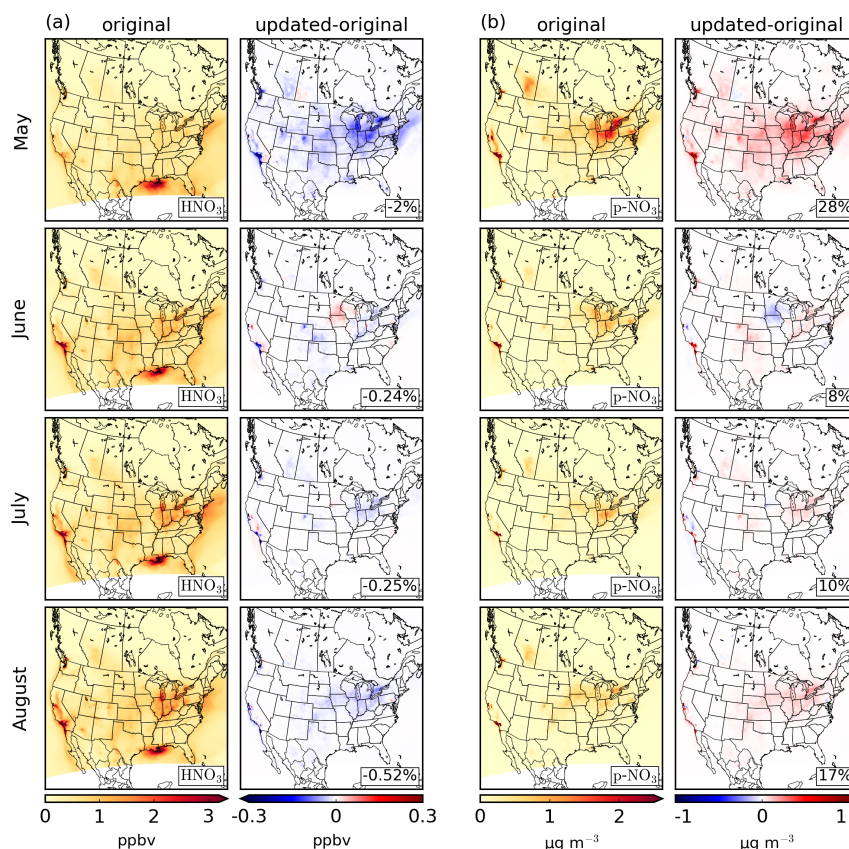 (a)
original
updated-original
(b)
original
updated-original
May
HNO₃
-2%
p-NO₃
28%
June
HNO₃
-0.24%
p-NO₃
8%
July
HNO₃
-0.25%
p-NO₃
10%
August
HNO₃
-0.52%
p-NO₃
17%
0 1 2 3
-0.3 0 0.3
0 1 2
-1 0 1
ppbv
ppbv
μg m⁻³
μg m⁻³